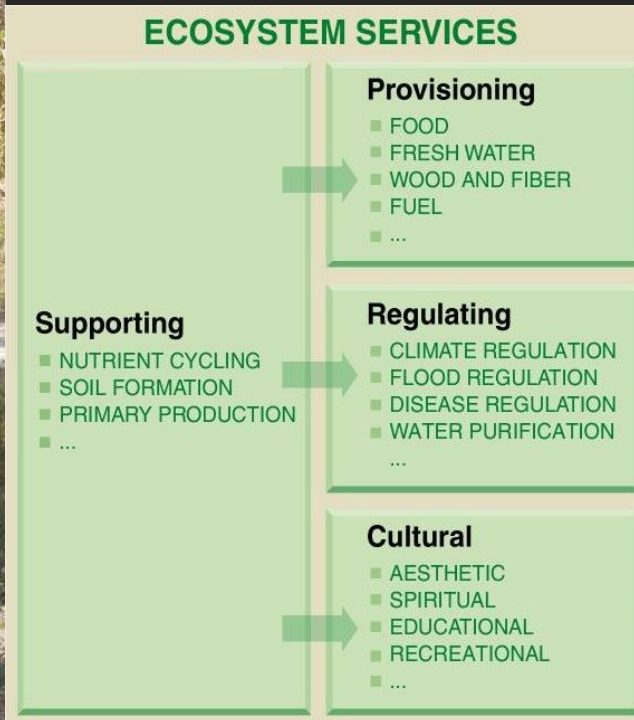 ECOSYSTEM SERVICES
Supporting
NUTRIENT CYCLING
SOIL FORMATION
PRIMARY PRODUCTION
...
Provisioning
FOOD
FRESH WATER
WOOD AND FIBER
FUEL
...
Regulating
CLIMATE REGULATION
FLOOD REGULATION
DISEASE REGULATION
WATER PURIFICATION
...
Cultural
AESTHETIC
SPIRITUAL
EDUCATIONAL
RECREATIONAL
...